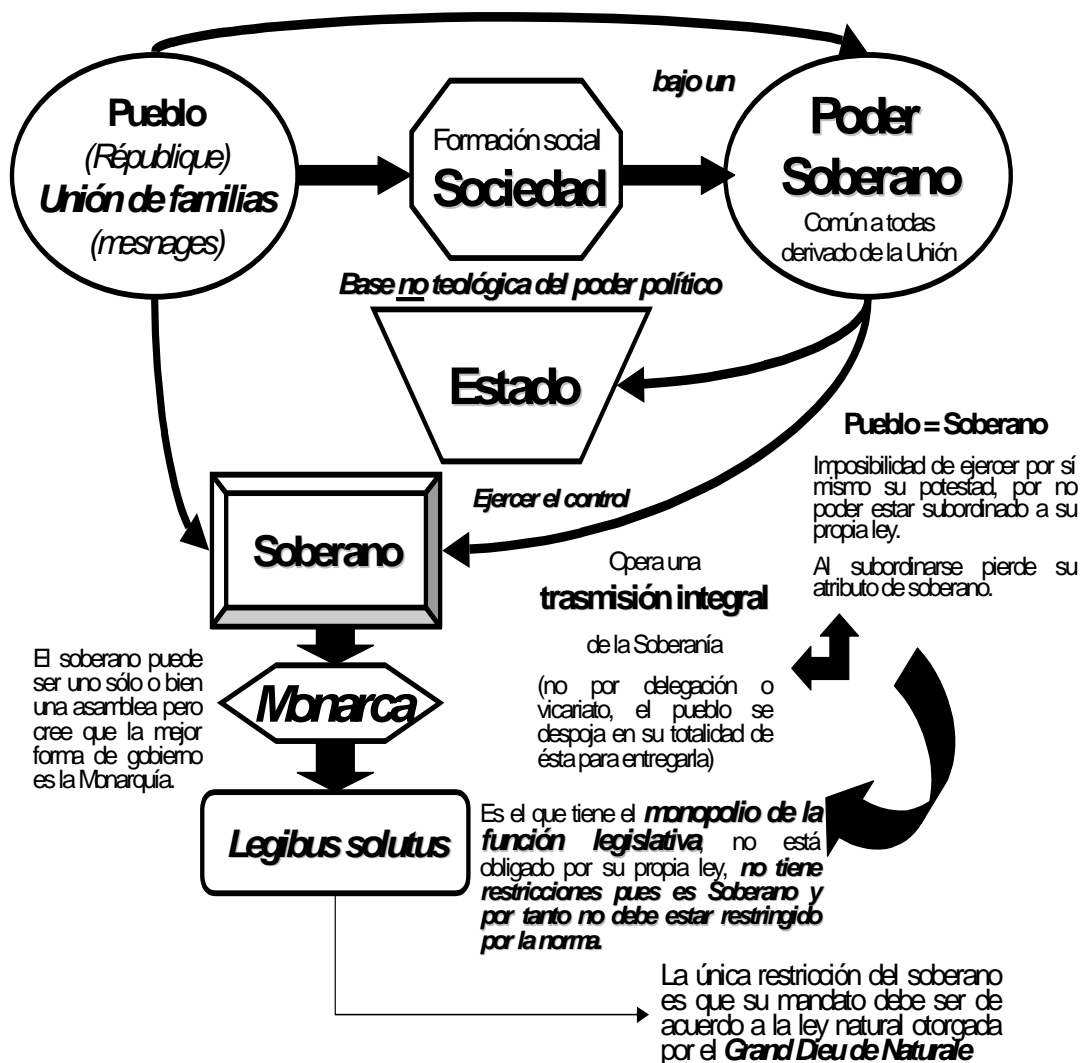 Pueblo
(République)
Unión de familias
(mesnages)
Formación social
Sociedad
bajo un
Poder
Soberano
Común a todas
derivado de la Unión
Base no teológica del poder político
Estado
Pueblo = Soberano
Imposibilidad de ejercer por sí
mismo su potestad, por no
poder estar subordinado a su
propia ley.
Al subordinarse pierde su
atributo de soberano.
Ejercer el control
Soberano
Opera una
trasmisión integral
de la Soberanía
(no por delegación o
vicariato, el pueblo se
despoja en su totalidad de
ésta para entregarla)
El soberano puede
ser uno sólo o bien
una asamblea pero
cree que la mejor
forma de gobierno
es la Monarquía.
Monarca
Legibus solutus
Es el que tiene el monopolio de la
función legislativa, no está
obligado por su propia ley, no tiene
restricciones pues es Soberano y
por tanto no debe estar restringido
por la norma.
La única restricción del soberano
es que su mandato debe ser de
acuerdo a la ley natural otorgada
por el Grand Dieu de Naturale